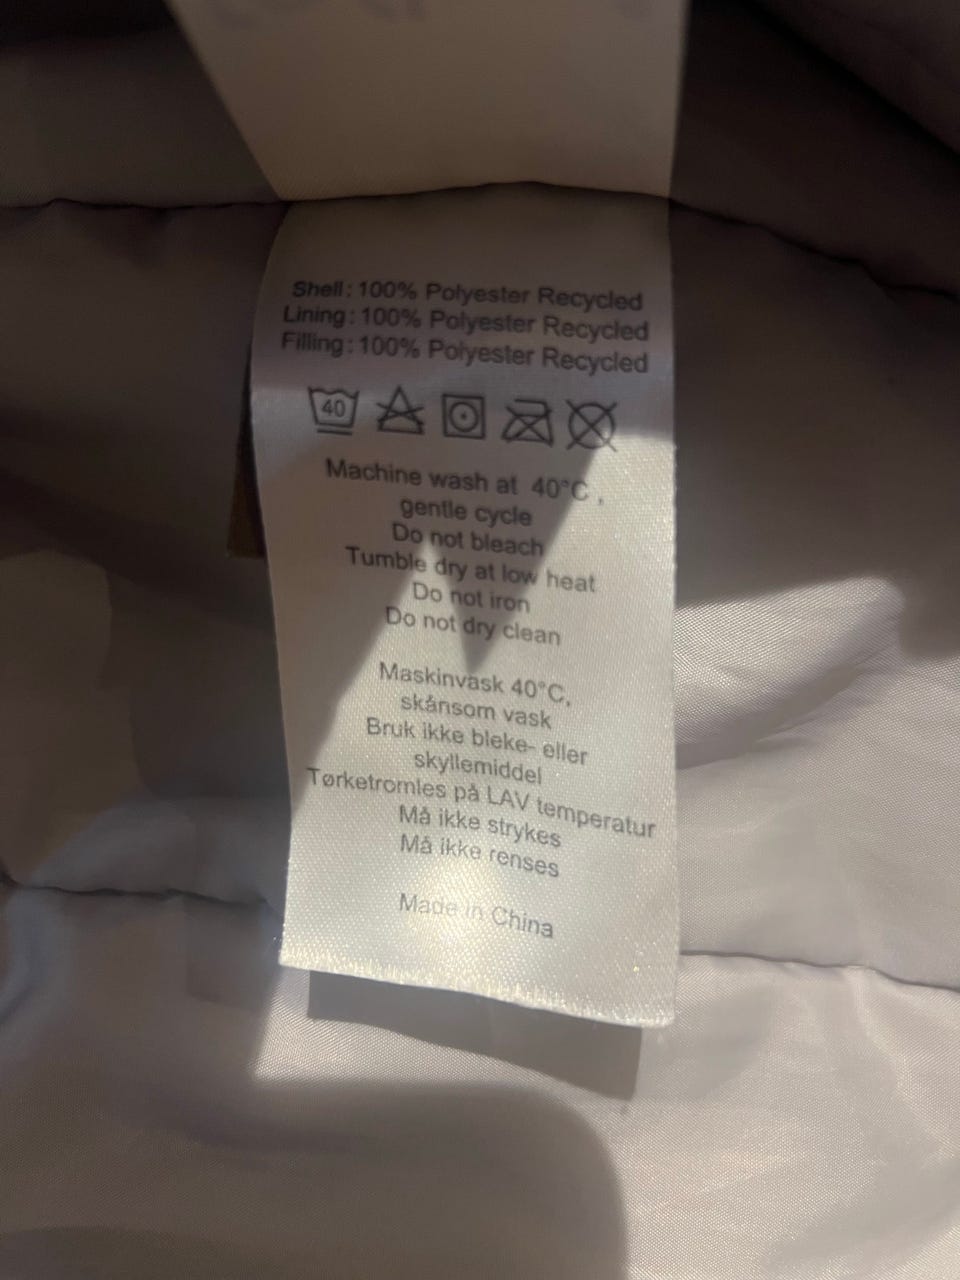 Shell: 100% Polyester Recycled
Lining: 100% Polyester Recycled
Filling: 100% Polyester Recycled
40
Machine wash at 40°C ,
gentle cycle
Do not bleach
Tumble dry at low heat
Do not iron
Do not dry clean
Maskinvask 40°C,
skånsom vask
Bruk ikke bleke- eller
skyllemiddel
Tørketromles på LAV temperatur
Må ikke strykes
Må ikke renses
Made in China